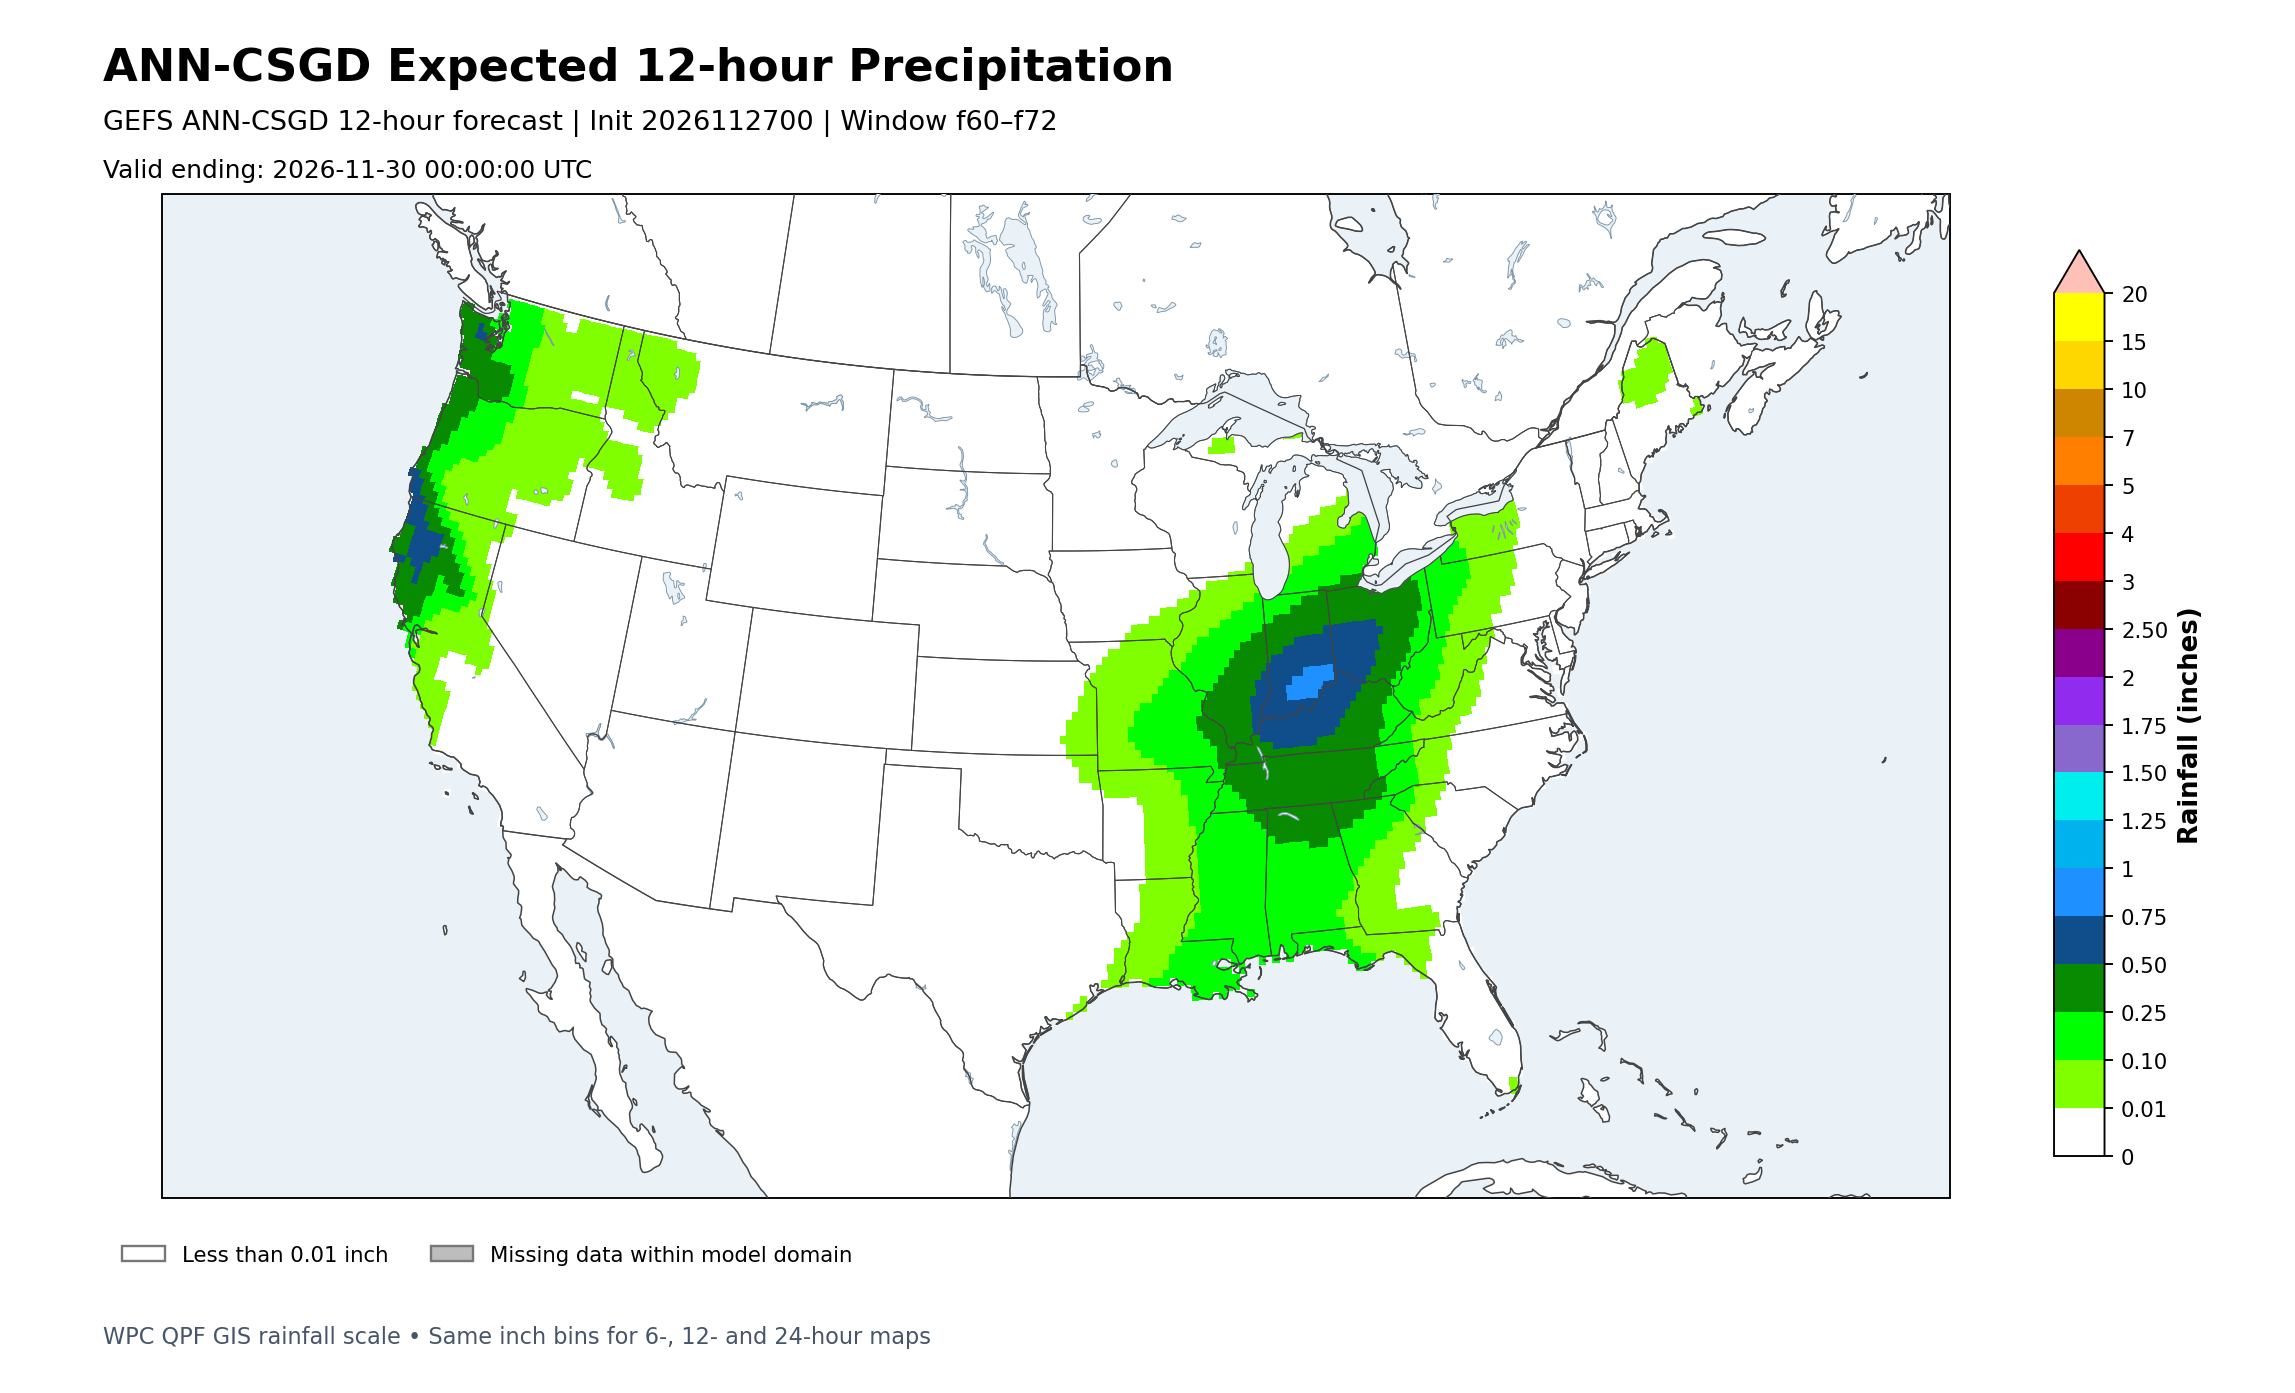 ANN-CSGD Expected 12-hour Precipitation
GEFS ANN-CSGD 12-hour forecast | Init 2026112700 | Window f60–f72
Valid ending: 2026-11-30 00:00:00 UTC
20
15
10
7
5
4
3
2.50
2
1.75
1.50
1.25
1
0.75
0.50
0.25
0.10
0.01
0
Rainfall (inches)
Less than 0.01 inch
Missing data within model domain
WPC QPF GIS rainfall scale • Same inch bins for 6-, 12- and 24-hour maps